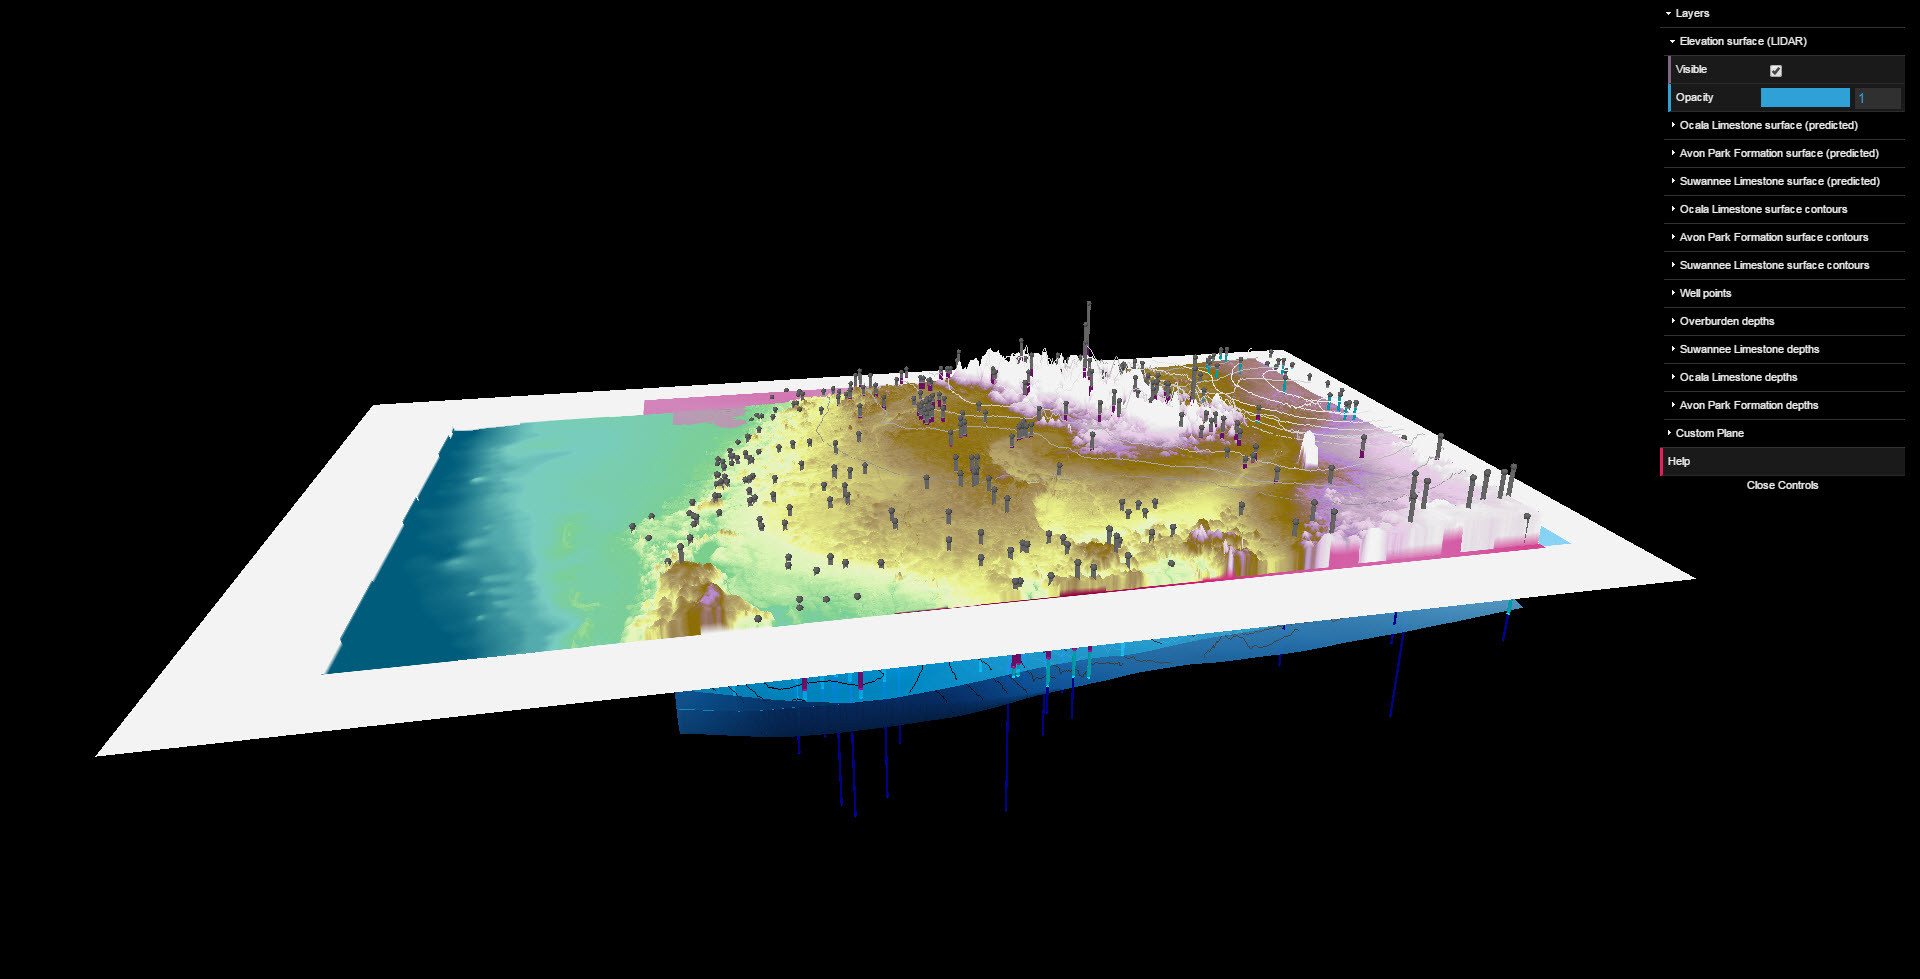 Layers
Elevation surface (LIDAR)
Visible
Opacity 1
Ocala Limestone surface (predicted)
Avon Park Formation surface (predicted)
Suwannee Limestone surface (predicted)
Ocala Limestone surface contours
Avon Park Formation surface contours
Suwannee Limestone surface contours
Well points
Overburden depths
Suwannee Limestone depths
Ocala Limestone depths
Avon Park Formation depths
Custom Plane
Help
Close Controls